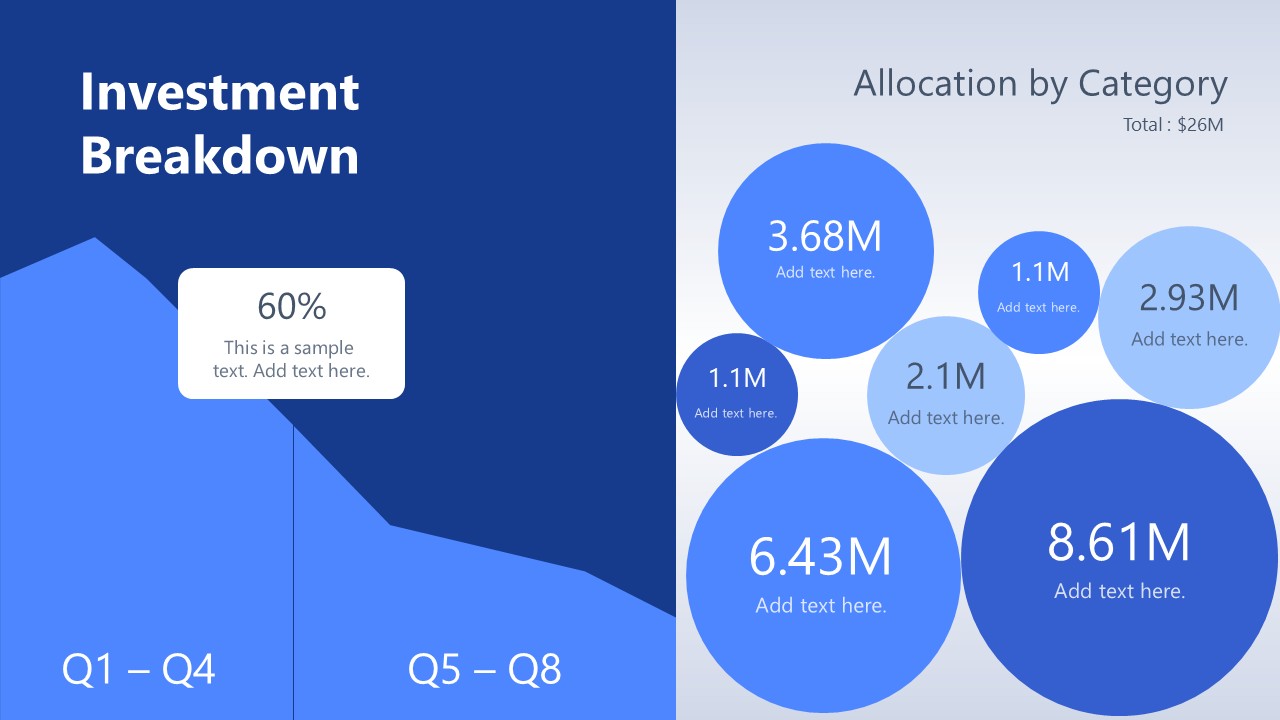 Investment
Breakdown
60%
This is a sample
text. Add text here.
Q1 – Q4
Q5 – Q8
Allocation by Category
Total : $26M
3.68M
Add text here.
1.1M
Add text here.
2.93M
Add text here.
1.1M
Add text here.
2.1M
Add text here.
6.43M
Add text here.
8.61M
Add text here.